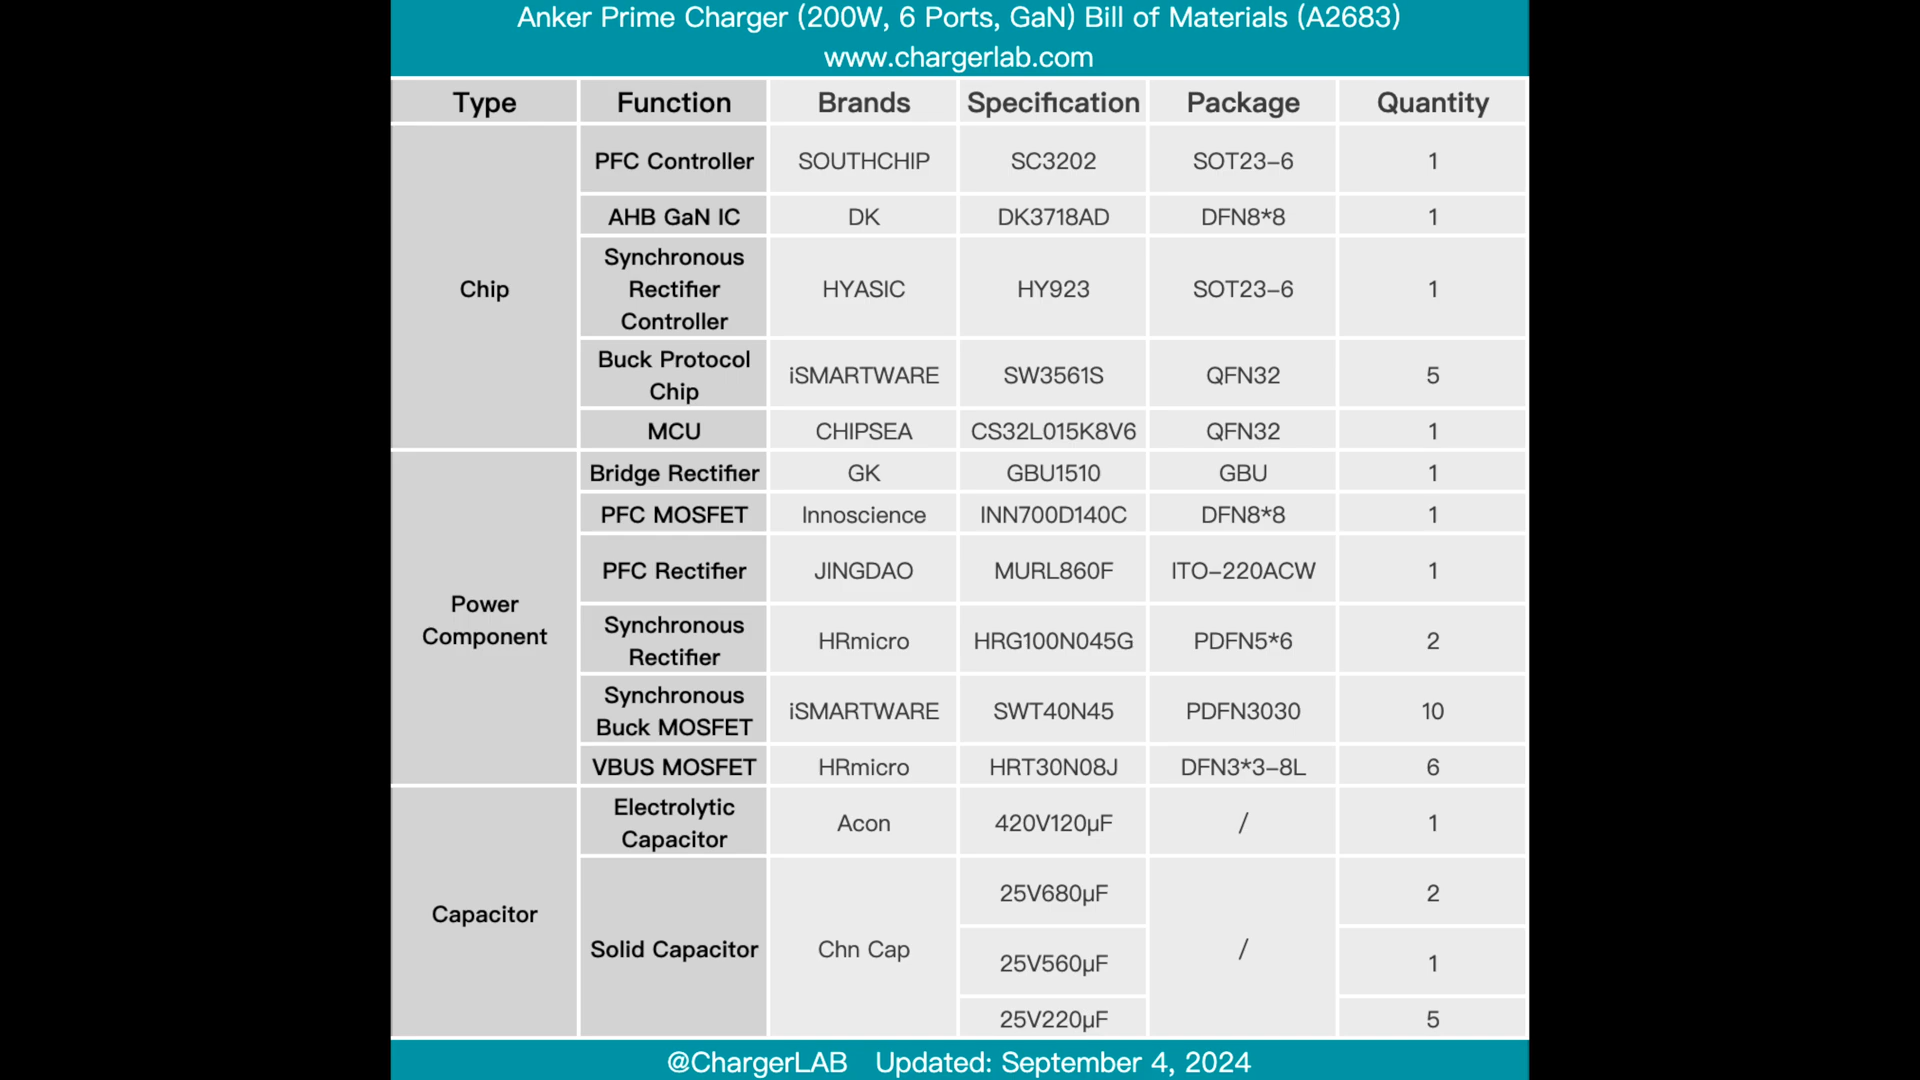 Anker Prime Charger (200W, 6 Ports, GaN) Bill of Materials (A2683)
www.chargerlab.com
Type Function Brands Specification Package Quantity
Chip
PFC Controller SOUTHCHIP SC3202 SOT23-6 1
AHB GaN IC DK DK3718AD DFN8*8 1
Synchronous
Rectifier
Controller
HYASIC HY923 SOT23-6 1
Buck Protocol
Chip
iSMARTWARE SW3561S QFN32 5
MCU CHIPSEA CS32L015K8V6 QFN32 1
Power
Component
Bridge Rectifier GK GBU1510 GBU 1
PFC MOSFET Innoscience INN700D140C DFN8*8 1
PFC Rectifier JINGDAO MURL860F ITO-220ACW 1
Synchronous
Rectifier
HRmicro HRG100N045G PDFN5*6 2
Synchronous
Buck MOSFET
iSMARTWARE SWT40N45 PDFN3030 10
VBUS MOSFET HRmicro HRT30N08J DFN3*3-8L 6
Capacitor
Electrolytic
Capacitor
Acon 420V120μF / 1
Solid Capacitor Chn Cap /
25V680μF 2
25V560μF 1
25V220μF 5
@ChargerLAB Updated: September 4, 2024